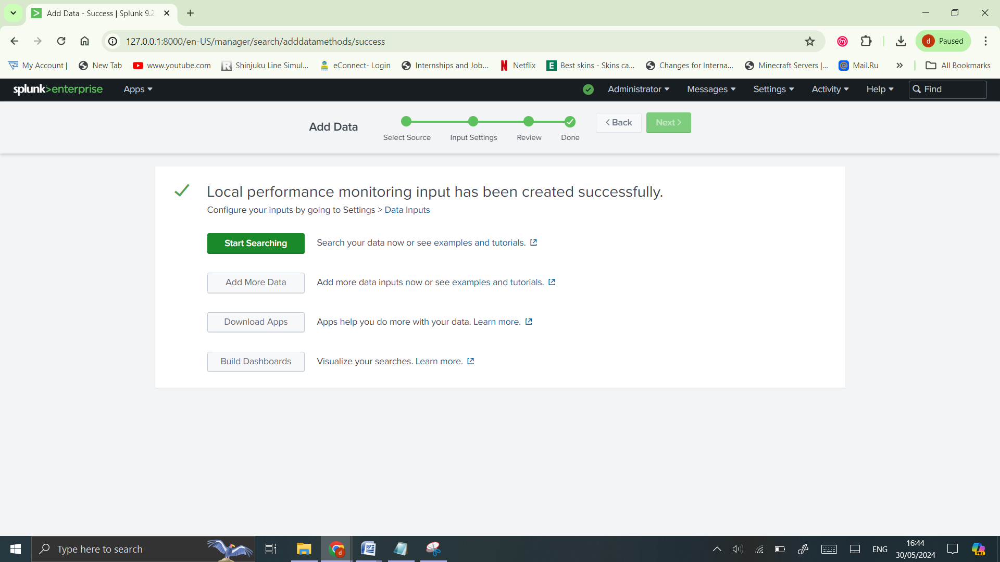 Add Data - Success | Splunk 9.2
127.0.0.1:8000/en-US/manager/search/adddatamethods/success
d Paused
My Account | New Tab www.youtube.com Shinjuku Line Simul... eConnect- Login Internships and Job... Netflix Best skins - Skins ca... Changes for Interna... Minecraft Servers |... Mail.Ru » All Bookmarks
splunk>enterprise Apps Administrator Messages Settings Activity Help Find
Add Data
Select Source Input Settings Review Done
< Back Next >
Local performance monitoring input has been created successfully.
Configure your inputs by going to Settings > Data Inputs
Start Searching Search your data now or see examples and tutorials.
Add More Data Add more data inputs now or see examples and tutorials.
Download Apps Apps help you do more with your data. Learn more.
Build Dashboards Visualize your searches. Learn more.
Type here to search
ENG
16:44
30/05/2024
PRE